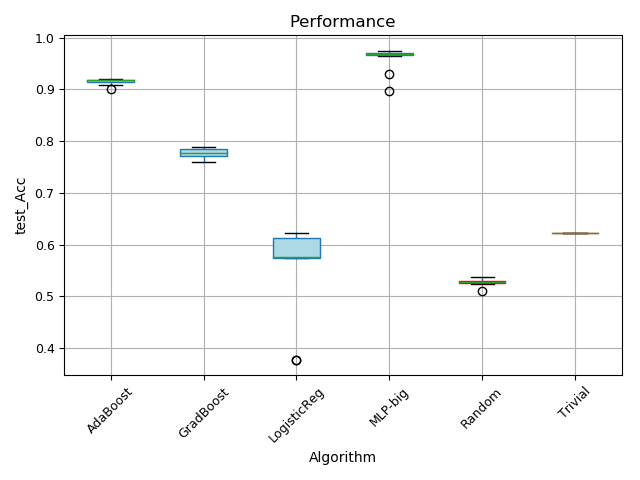 Performance
1.0
0.9
0.8
0.7
0.6
0.5
0.4
test_Acc
AdaBoost
GradBoost
LogisticReg
MLP-big
Random
Trivial
Algorithm